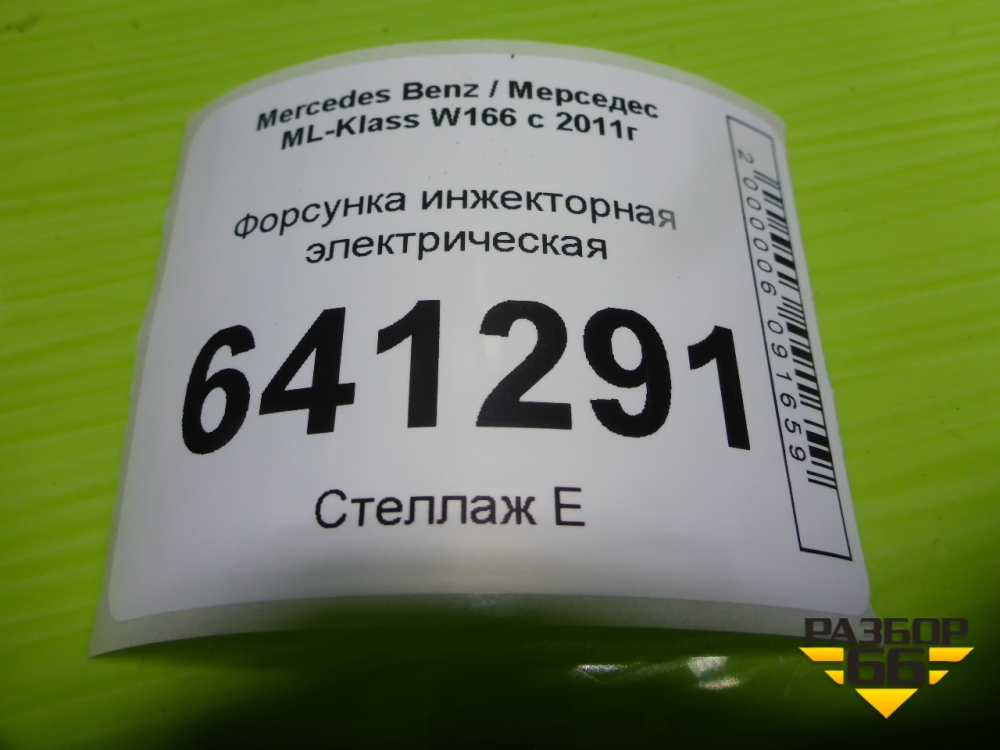 Mercedes Benz / Мерседес
ML-Klass W166 с 2011г
Форсунка инжекторная
электрическая
641291
Стеллаж Е
2000006091659
РАЗБОР
66